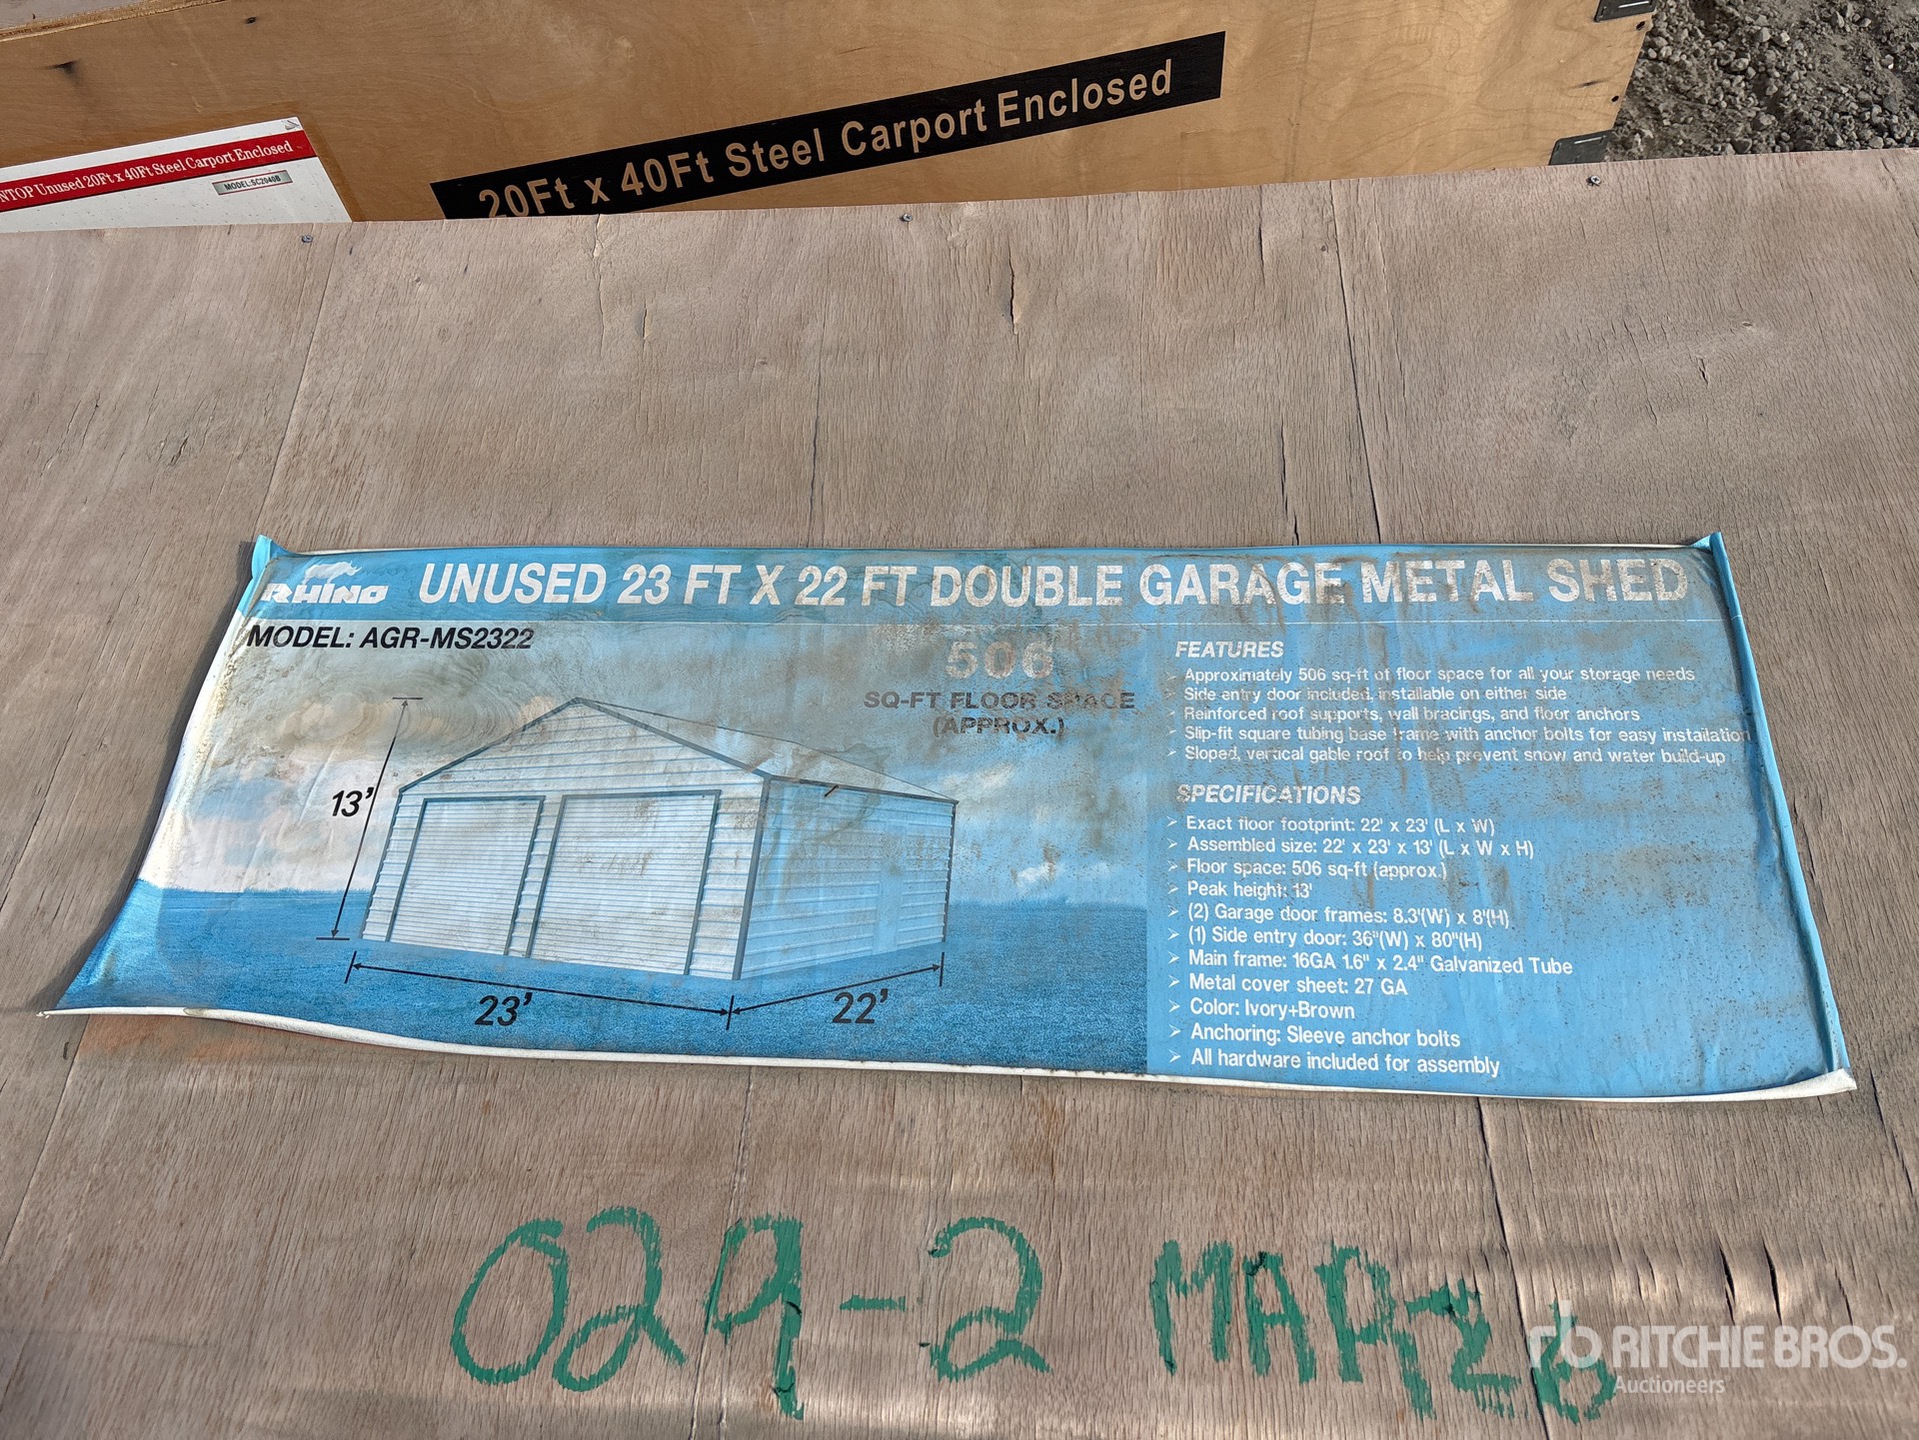 20Ft x 40Ft Steel Carport Enclosed
NTOP Unused 20Ft x 40Ft Steel Carport Enclosed
MODEL:SC2040B
RHINO UNUSED 23 FT X 22 FT DOUBLE GARAGE METAL SHED
MODEL: AGR-MS2322
506
SQ-FT FLOOR SPACE
(APPROX.)
13'
23'
22'
FEATURES
➢ Approximately 506 sq-ft of floor space for all your storage needs
➢ Side entry door included, installable on either side
➢ Reinforced roof supports, wall bracings, and floor anchors
➢ Slip-fit square tubing base frame with anchor bolts for easy installation
➢ Sloped, vertical gable roof to help prevent snow and water build-up
SPECIFICATIONS
➢ Exact floor footprint: 22' x 23' (L x W)
➢ Assembled size: 22' x 23' x 13' (L x W x H)
➢ Floor space: 506 sq-ft (approx.)
➢ Peak height: 13'
➢ (2) Garage door frames: 8.3'(W) x 8'(H)
➢ (1) Side entry door: 36"(W) x 80"(H)
➢ Main frame: 16GA 1.6" x 2.4" Galvanized Tube
➢ Metal cover sheet: 27 GA
➢ Color: Ivory+Brown
➢ Anchoring: Sleeve anchor bolts
➢ All hardware included for assembly
029-2 MAR26
rb RITCHIE BROS.
Auctioneers